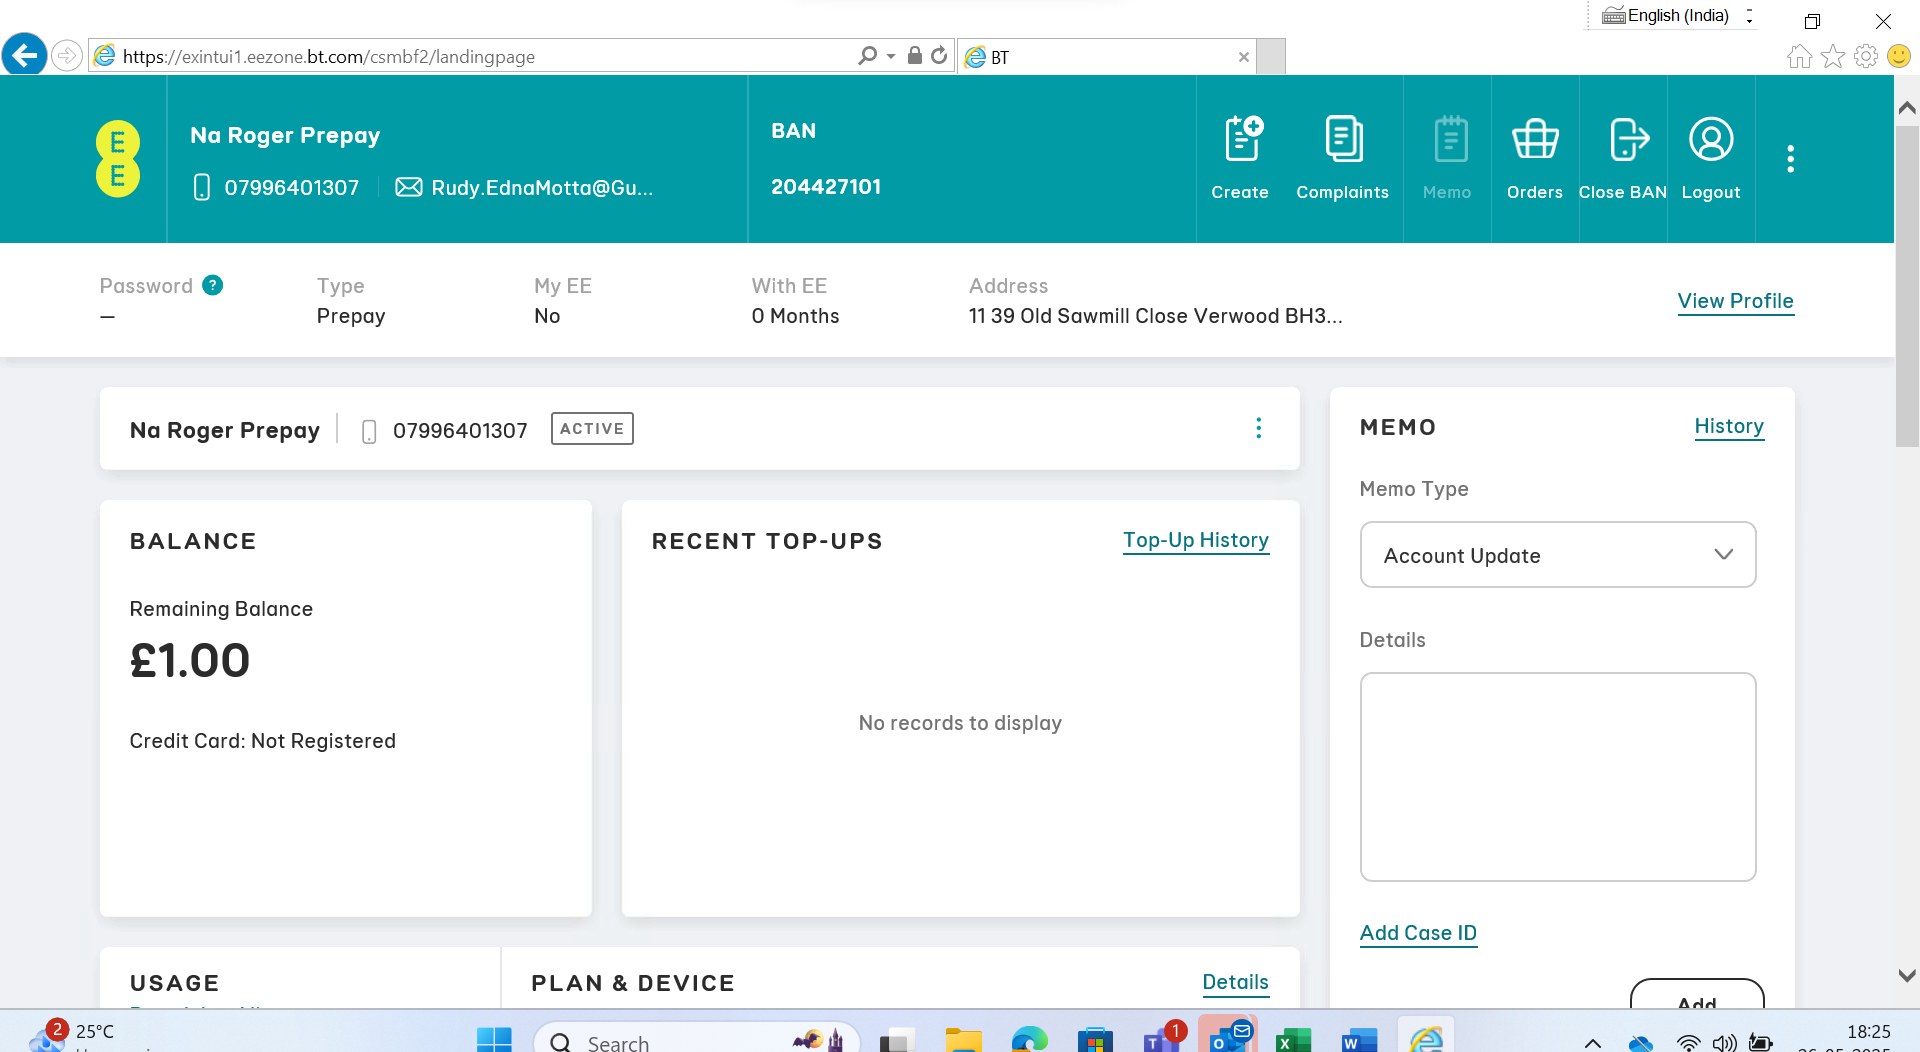 English (India)
https://exintui1.eezone.bt.com/csmbf2/landingpage
BT
EE
Na Roger Prepay
07996401307
Rudy.EdnaMotta@Gu...
BAN
204427101
Create
Complaints
Memo
Orders
Close BAN
Logout
Password ?
—
Type
Prepay
My EE
No
With EE
0 Months
Address
11 39 Old Sawmill Close Verwood BH3...
View Profile
Na Roger Prepay
07996401307
ACTIVE
BALANCE
Remaining Balance
£1.00
Credit Card: Not Registered
RECENT TOP-UPS
Top-Up History
No records to display
MEMO
History
Memo Type
Account Update
Details
Add Case ID
Add
USAGE
PLAN & DEVICE
Details
2
25°C
Search
1
18:25